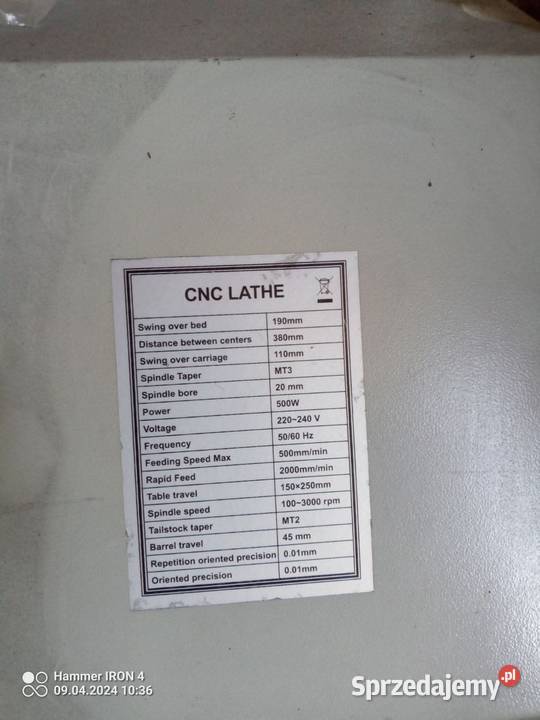 CNC LATHE
Swing over bed 190mm
Distance between centers 380mm
Swing over carriage 110mm
Spindle Taper MT3
Spindle bore 20 mm
Power 500W
Voltage 220~240 V
Frequency 50/60 Hz
Feeding Speed Max 500mm/min
Rapid Feed 2000mm/min
Table travel 150×250mm
Spindle speed 100~3000 rpm
Tailstock taper MT2
Barrel travel 45 mm
Repetition oriented precision 0.01mm
Oriented precision 0.01mm
Hammer IRON 4
09.04.2024 10:36
Sprzedajemy.pl